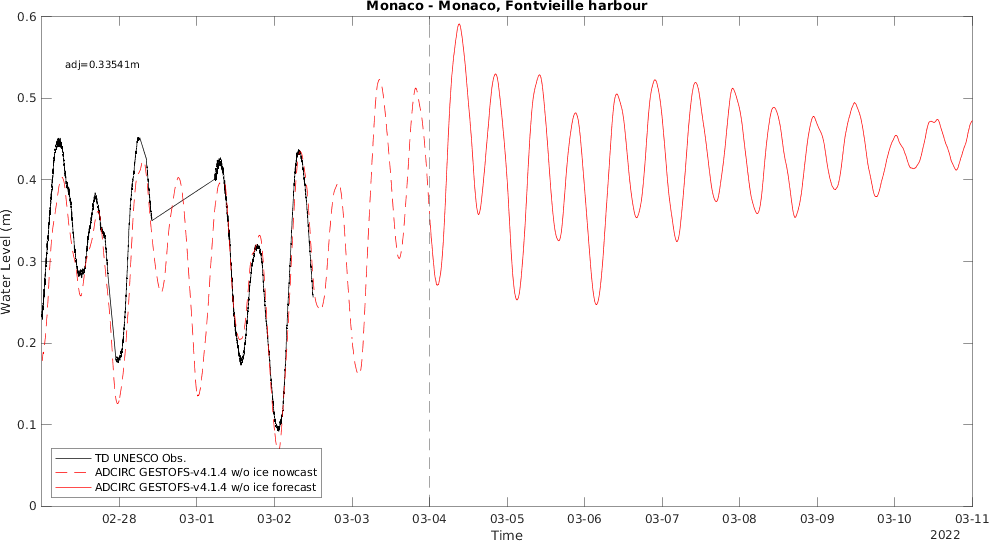 Monaco - Monaco, Fontvieille harbour
adj=0.33541m
Water Level (m)
0.6
0.5
0.4
0.3
0.2
0.1
0
TD UNESCO Obs.
ADCIRC GESTOFS-v4.1.4 w/o ice nowcast
ADCIRC GESTOFS-v4.1.4 w/o ice forecast
02-28 03-01 03-02 03-03 03-04 03-05 03-06 03-07 03-08 03-09 03-10 03-11
Time
2022